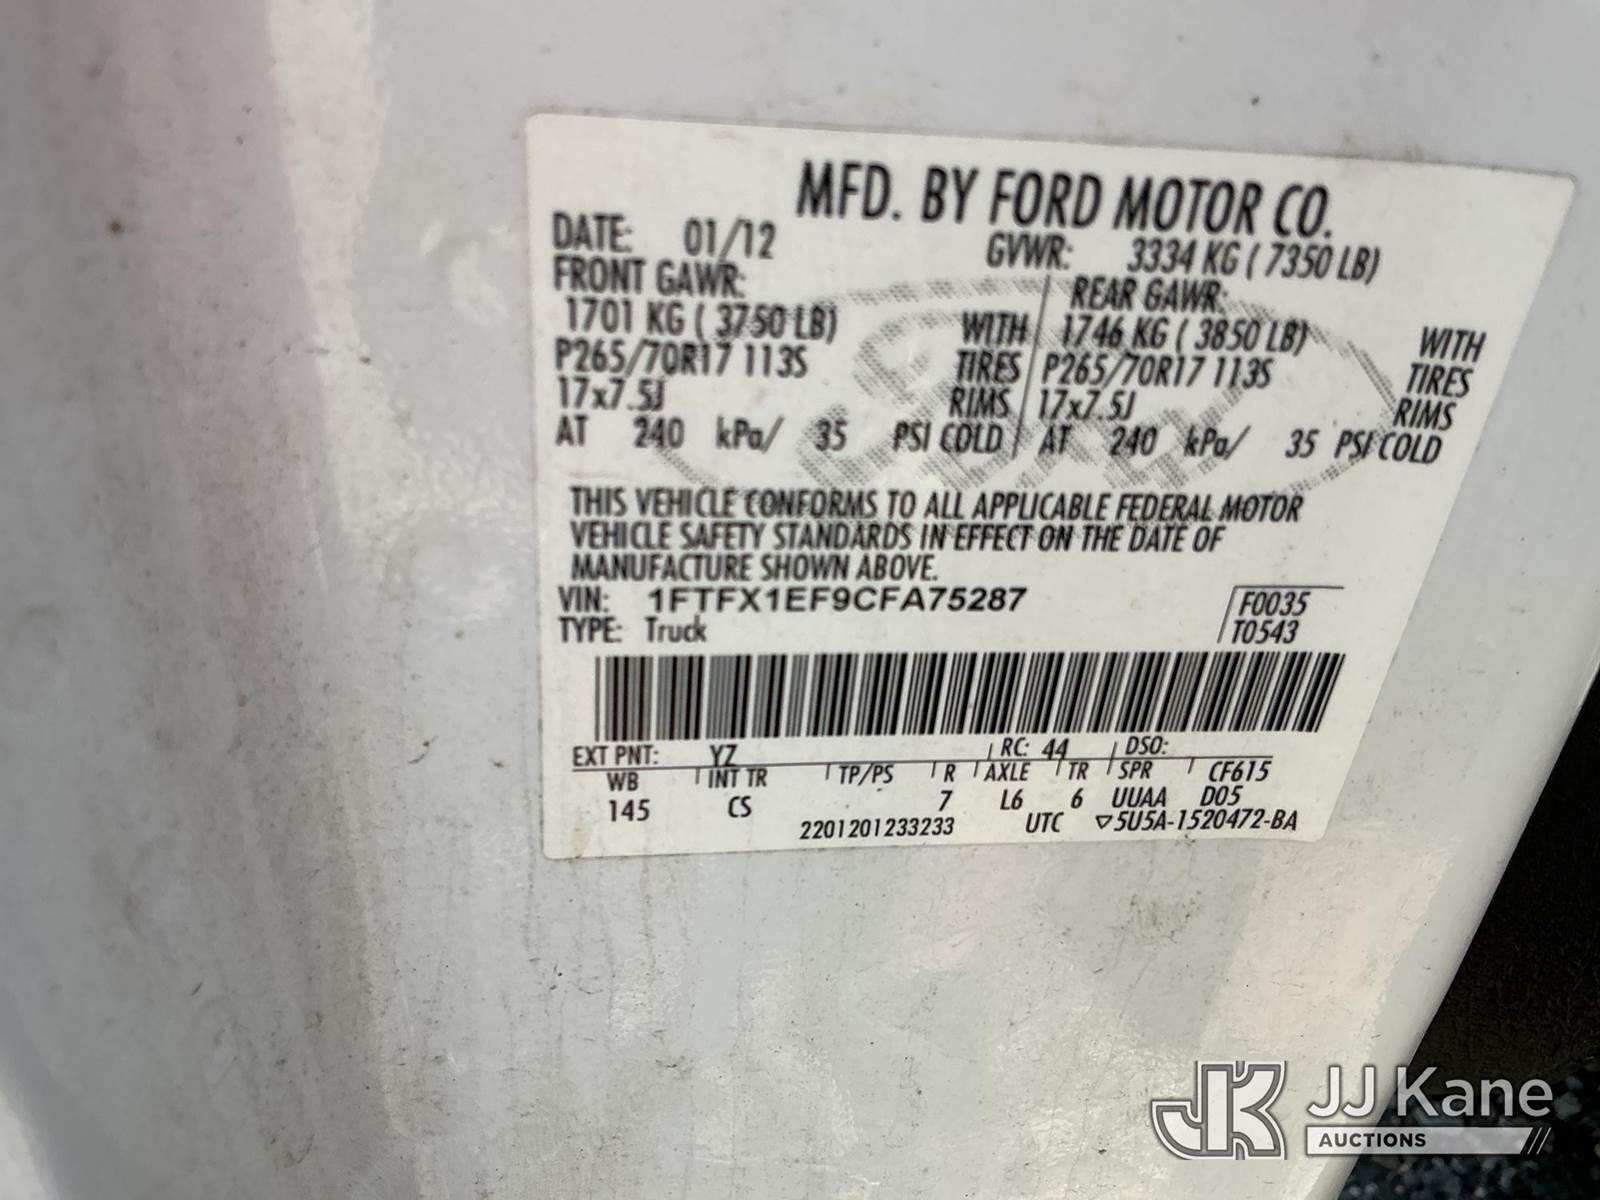 MFD. BY FORD MOTOR CO.
DATE: 01/12 GVWR: 3334 KG ( 7350 LB)
FRONT GAWR: REAR GAWR:
1701 KG ( 3750 LB) WITH 1746 KG ( 3850 LB) WITH
P265/70R17 113S TIRES P265/70R17 113S TIRES
17x7.5J RIMS 17x7.5J RIMS
AT 240 kPa/ 35 PSI COLD AT 240 kPa/ 35 PSI COLD
THIS VEHICLE CONFORMS TO ALL APPLICABLE FEDERAL MOTOR
VEHICLE SAFETY STANDARDS IN EFFECT ON THE DATE OF
MANUFACTURE SHOWN ABOVE.
VIN: 1FTFX1EF9CFA75287 F0035
TYPE: Truck T0543
EXT PNT: YZ RC: 44 DSO:
WB INT TR TP/PS R AXLE TR SPR CF615
145 CS 7 L6 6 UUAA D05
2201201233233 UTC ▽5U5A-1520472-BA
JK JJ Kane
AUCTIONS